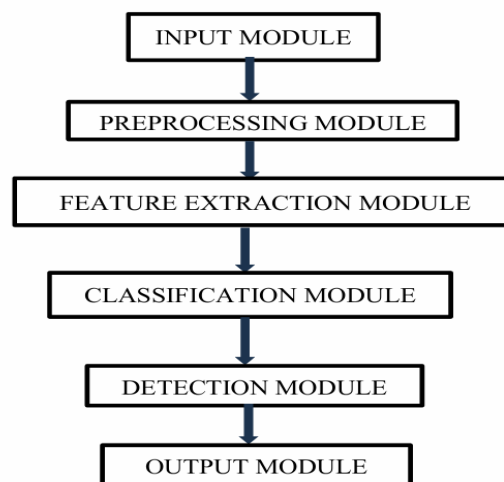 INPUT MODULE
PREPROCESSING MODULE
FEATURE EXTRACTION MODULE
CLASSIFICATION MODULE
DETECTION MODULE
OUTPUT MODULE